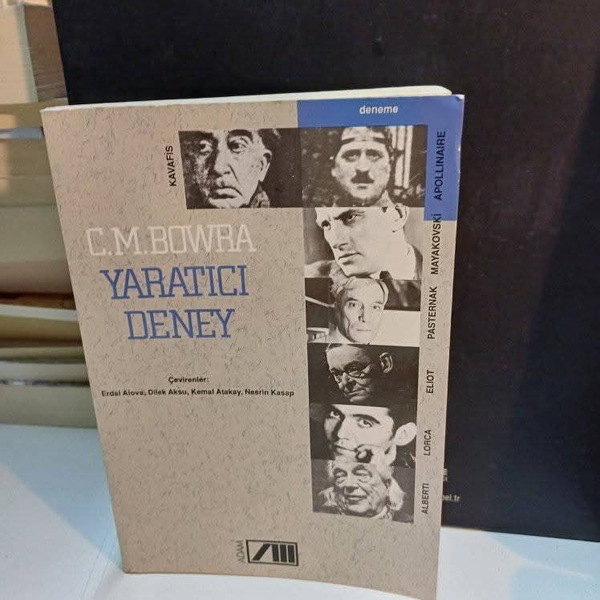 deneme
KAVAFİS
APOLLINAIRE
MAYAKOVSKİ
PASTERNAK
ELIOT
LORCA
ALBERTI
C.M.BOWRA
YARATICI
DENEY
Çevirenler:
Erdal Alova, Dilek Aksu, Kemal Atakay, Nesrin Kasap
ADAM